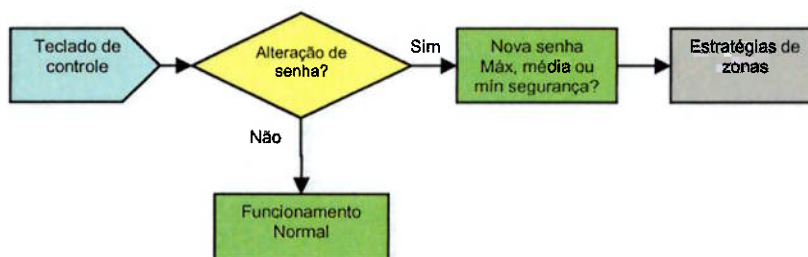 Teclado de
controle
Alteração de
senha?
Sim
Nova senha
Máx, média ou
mín segurança?
Estratégias de
zonas
Não
Funcionamento
Normal